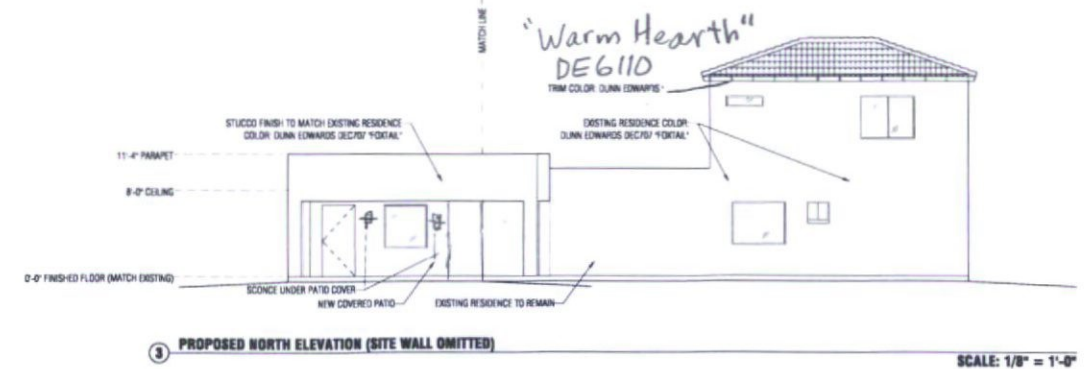 MATCH LINE
"Warm Hearth"
DE6110
TRIM COLOR: DUNN EDWARDS
STUCCO FINISH TO MATCH EXISTING RESIDENCE
COLOR: DUNN EDWARDS DEC707 "FOXTAIL"
EXISTING RESIDENCE COLOR:
DUNN EDWARDS DEC707 "FOXTAIL"
11'-4" PARAPET
8'-0" CEILING
0'-0" FINISHED FLOOR (MATCH EXISTING)
SCONCE UNDER PATIO COVER
NEW COVERED PATIO
EXISTING RESIDENCE TO REMAIN
3 PROPOSED NORTH ELEVATION (SITE WALL OMITTED)
SCALE: 1/8" = 1'-0"